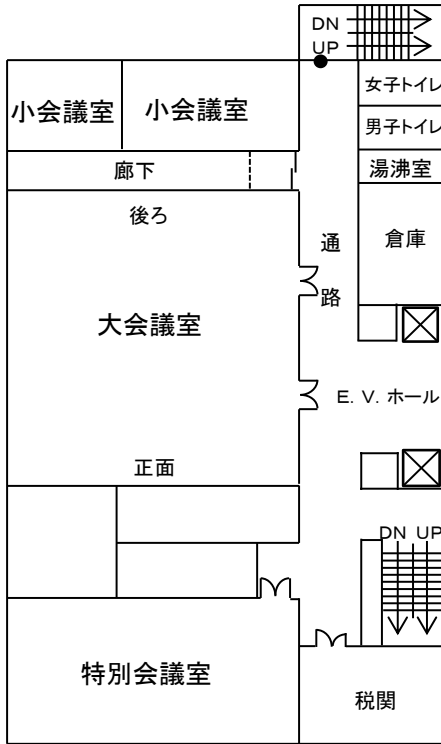 DN
UP
女子トイレ
小会議室
小会議室
男子トイレ
廊下
湯沸室
後ろ
通路
倉庫
大会議室
E. V. ホール
正面
DN UP
特別会議室
税関